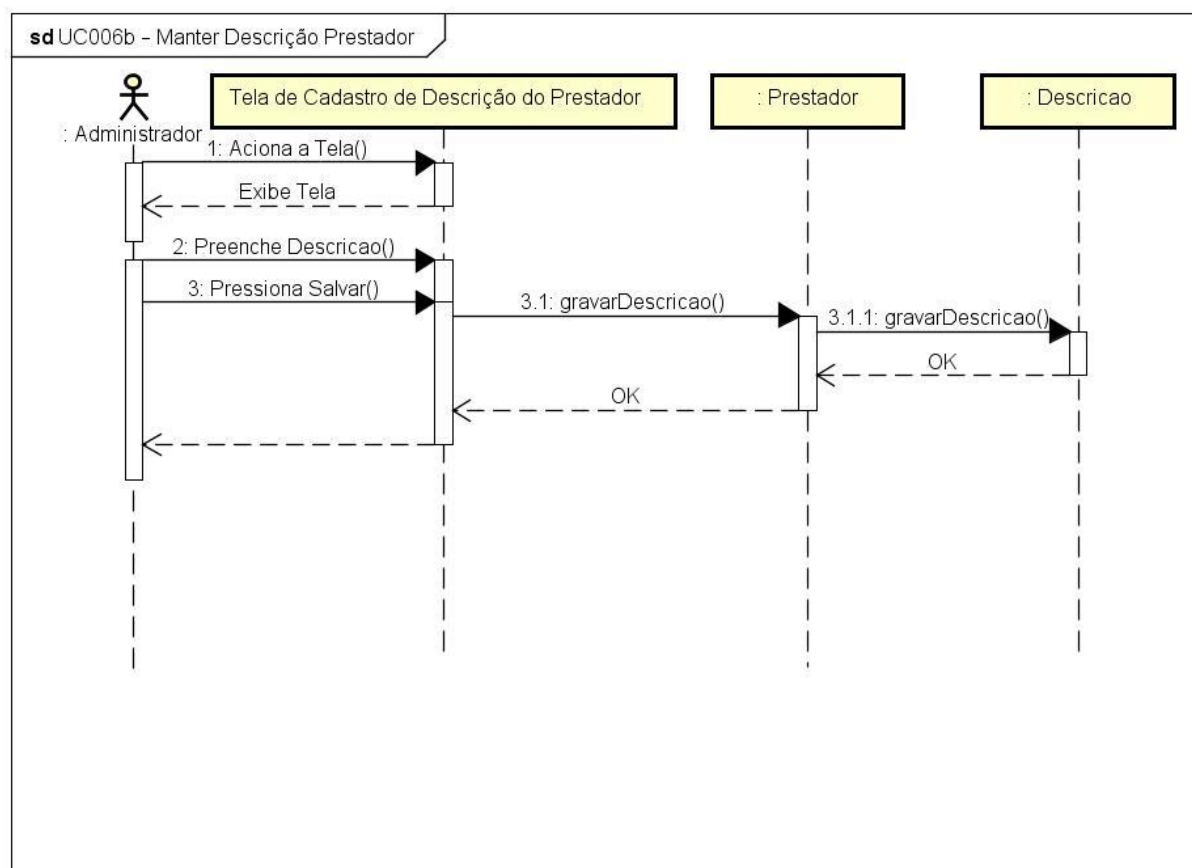 sd UC006b - Manter Descrição Prestador
Tela de Cadastro de Descrição do Prestador
: Prestador
: Descricao
: Administrador
1: Aciona a Tela()
Exibe Tela
2: Preenche Descricao()
3: Pressiona Salvar()
3.1: gravarDescricao()
3.1.1: gravarDescricao()
OK
OK